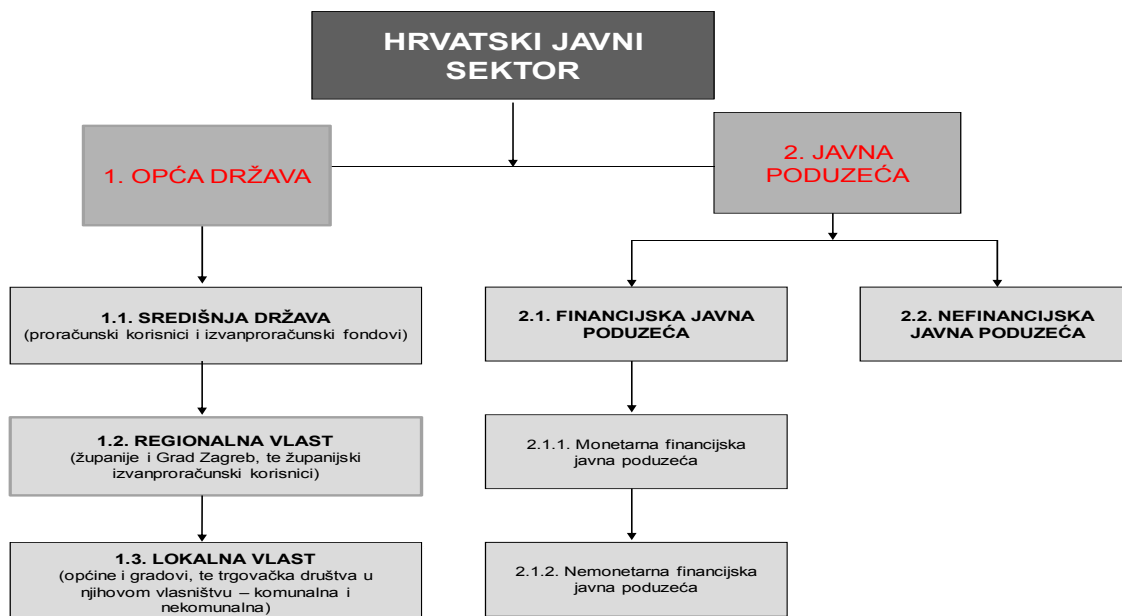 HRVATSKI JAVNI
SEKTOR
1. OPĆA DRŽAVA
2. JAVNA
PODUZEĆA
1.1. SREDIŠNJA DRŽAVA
(proračunski korisnici i izvanproračunski fondovi)
2.1. FINANCIJSKA JAVNA
PODUZEĆA
2.2. NEFINANCIJSKA
JAVNA PODUZEĆA
1.2. REGIONALNA VLAST
(županije i Grad Zagreb, te županijski
izvanproračunski korisnici)
2.1.1. Monetarna financijska
javna poduzeća
1.3. LOKALNA VLAST
(općine i gradovi, te trgovačka društva u
njihovom vlasništvu – komunalna i
nekomunalna)
2.1.2. Nemonetarna financijska
javna poduzeća